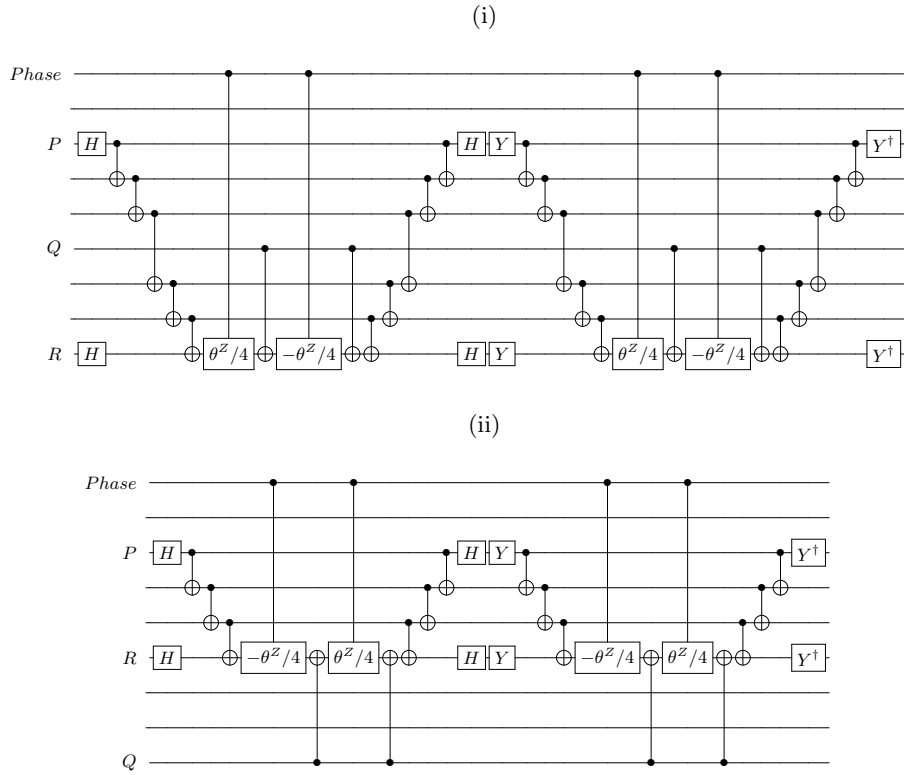 (i)
Phase
P H H Y Y†
Q
R H θ^Z/4 −θ^Z/4 H Y θ^Z/4 −θ^Z/4 Y†
(ii)
Phase
P H H Y Y†
R H −θ^Z/4 θ^Z/4 H Y −θ^Z/4 θ^Z/4 Y†
Q